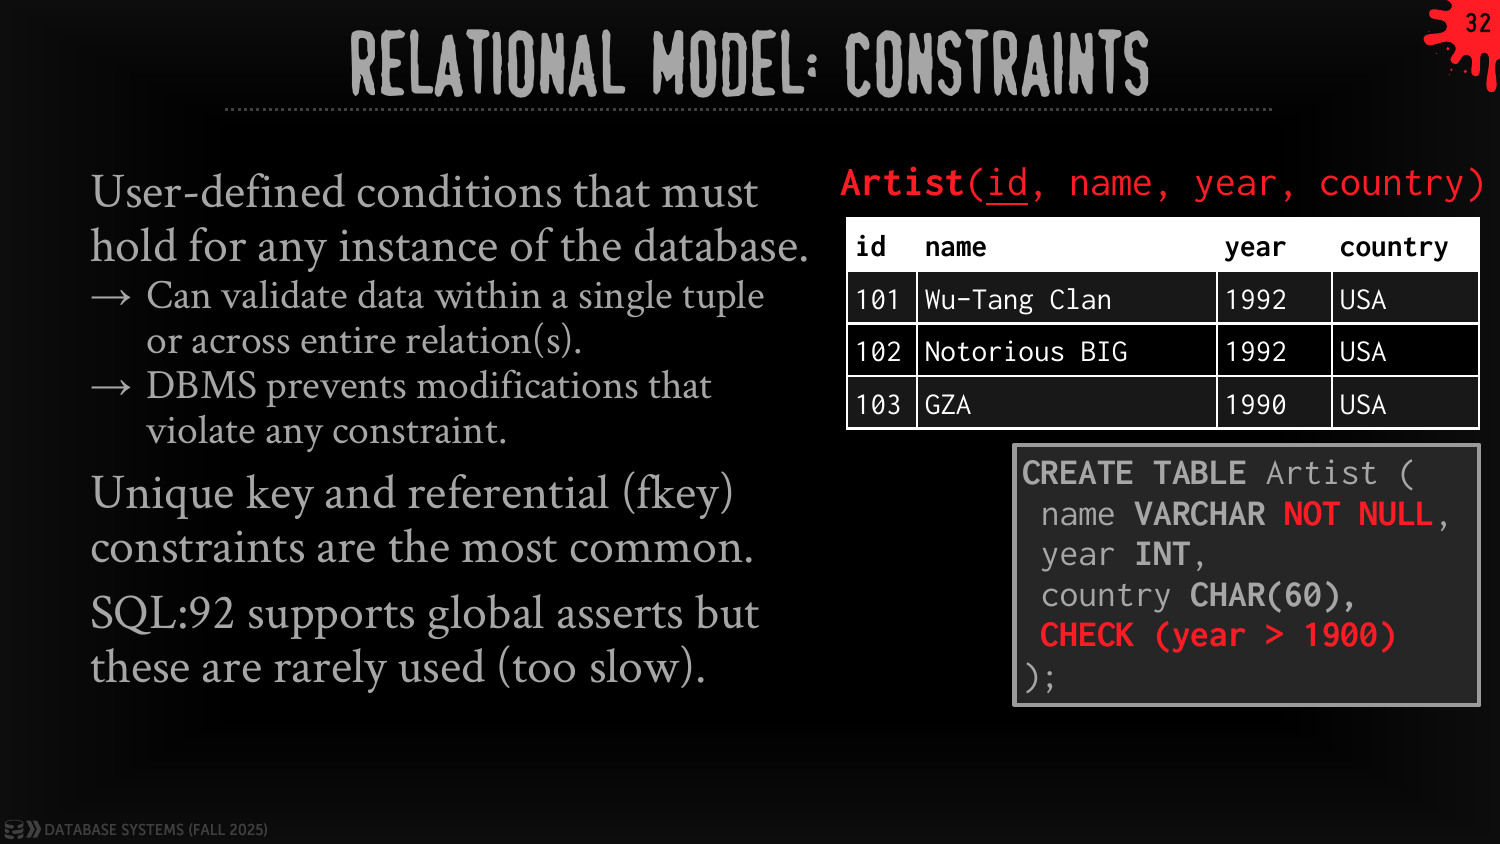 32
RELATIONAL MODEL: CONSTRAINTS
User-defined conditions that must
hold for any instance of the database.
→ Can validate data within a single tuple
or across entire relation(s).
→ DBMS prevents modifications that
violate any constraint.
Unique key and referential (fkey)
constraints are the most common.
SQL:92 supports global asserts but
these are rarely used (too slow).
Artist(id, name, year, country)
id name year country
101 Wu-Tang Clan 1992 USA
102 Notorious BIG 1992 USA
103 GZA 1990 USA
CREATE TABLE Artist (
name VARCHAR NOT NULL,
year INT,
country CHAR(60),
CHECK (year > 1900)
);
DATABASE SYSTEMS (FALL 2025)